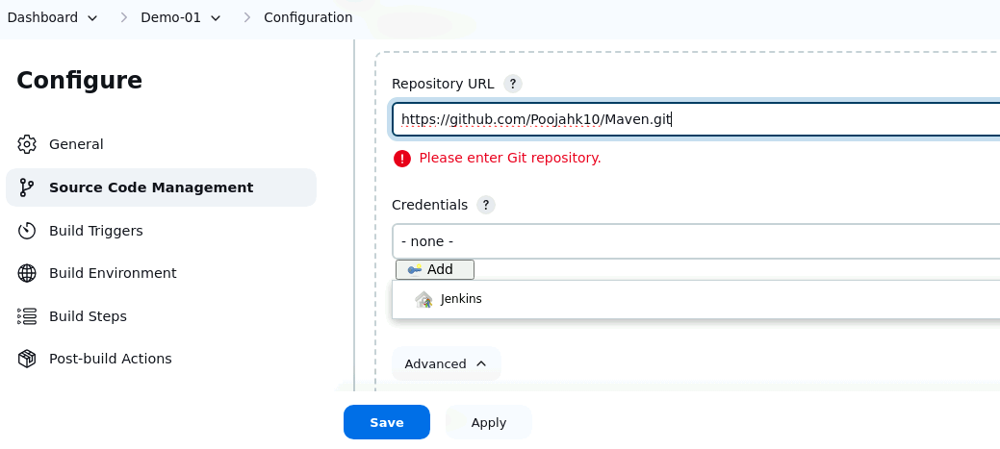 Dashboard Demo-01 Configuration
Configure
General
Source Code Management
Build Triggers
Build Environment
Build Steps
Post-build Actions
Repository URL ?
https://github.com/Poojahk10/Maven.git
Please enter Git repository.
Credentials ?
- none -
Add
Jenkins
Advanced
Save Apply